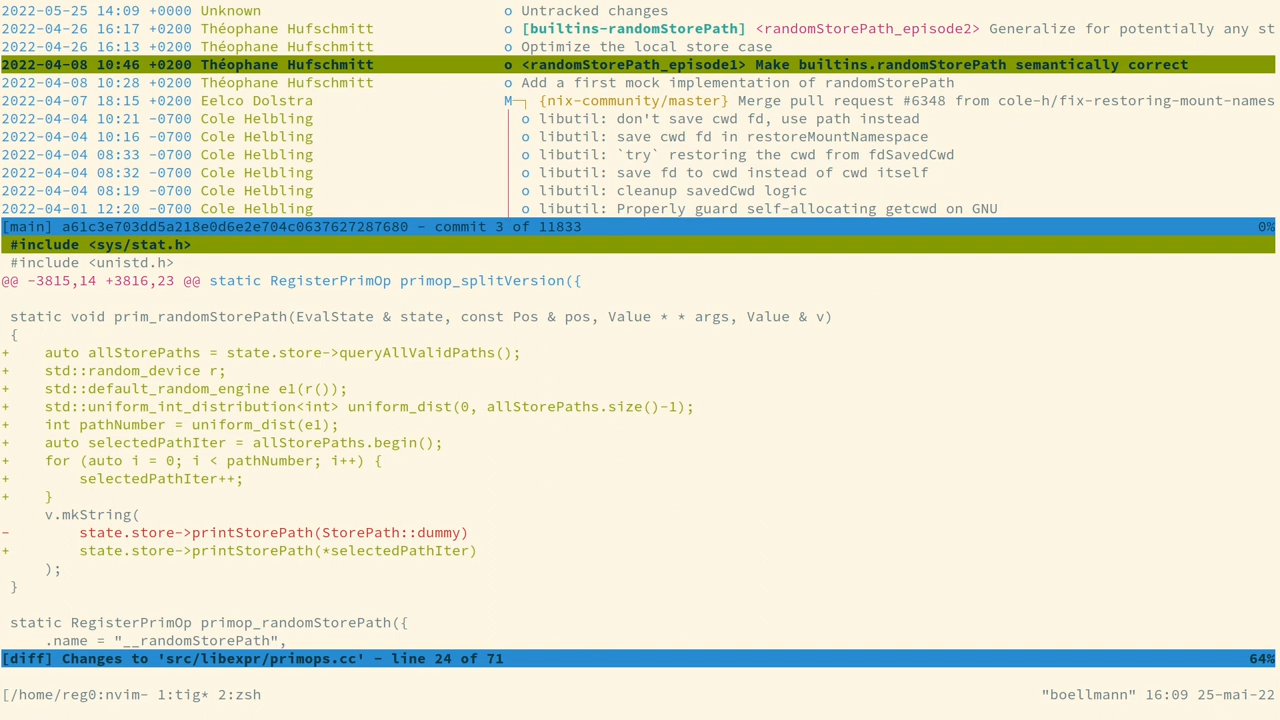 2022-05-25 14:09 +0000 Unknown o Untracked changes
2022-04-26 16:17 +0200 Théophane Hufschmitt o [builtins-randomStorePath] <randomStorePath_episode2> Generalize for potentially any st
2022-04-26 16:13 +0200 Théophane Hufschmitt o Optimize the local store case
2022-04-08 10:46 +0200 Théophane Hufschmitt o <randomStorePath_episode1> Make builtins.randomStorePath semantically correct
2022-04-08 10:28 +0200 Théophane Hufschmitt o Add a first mock implementation of randomStorePath
2022-04-07 18:15 +0200 Eelco Dolstra M─┐ {nix-community/master} Merge pull request #6348 from cole-h/fix-restoring-mount-names
2022-04-04 10:21 -0700 Cole Helbling │ o libutil: don't save cwd fd, use path instead
2022-04-04 10:16 -0700 Cole Helbling │ o libutil: save cwd fd in restoreMountNamespace
2022-04-04 08:33 -0700 Cole Helbling │ o libutil: `try` restoring the cwd from fdSavedCwd
2022-04-04 08:32 -0700 Cole Helbling │ o libutil: save fd to cwd instead of cwd itself
2022-04-04 08:19 -0700 Cole Helbling │ o libutil: cleanup savedCwd logic
2022-04-01 12:20 -0700 Cole Helbling │ o libutil: Properly guard self-allocating getcwd on GNU
[main] a61c3e703dd5a218e0d6e2e704c0637627287680 - commit 3 of 11833 0%
#include <sys/stat.h>
#include <unistd.h>
@@ -3815,14 +3816,23 @@ static RegisterPrimOp primop_splitVersion({
static void prim_randomStorePath(EvalState & state, const Pos & pos, Value * * args, Value & v)
{
+    auto allStorePaths = state.store->queryAllValidPaths();
+    std::random_device r;
+    std::default_random_engine e1(r());
+    std::uniform_int_distribution<int> uniform_dist(0, allStorePaths.size()-1);
+    int pathNumber = uniform_dist(e1);
+    auto selectedPathIter = allStorePaths.begin();
+    for (auto i = 0; i < pathNumber; i++) {
+        selectedPathIter++;
+    }
     v.mkString(
-        state.store->printStorePath(StorePath::dummy)
+        state.store->printStorePath(*selectedPathIter)
     );
}
static RegisterPrimOp primop_randomStorePath({
     .name = "__randomStorePath",
[diff] Changes to 'src/libexpr/primops.cc' - line 24 of 71 64%
[/home/reg0:nvim- 1:tig* 2:zsh "boellmann" 16:09 25-mai-22